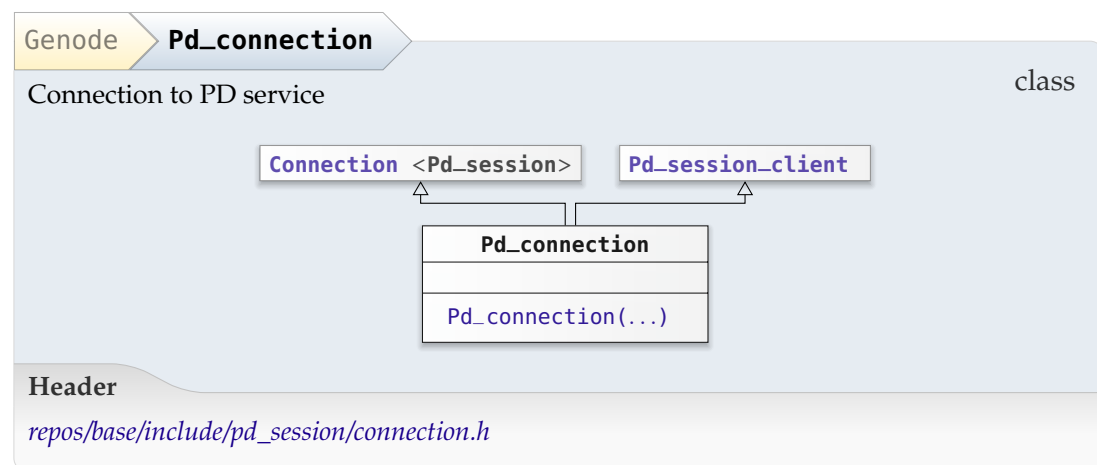 Genode Pd_connection
class
Connection to PD service
Connection <Pd_session> Pd_session_client
Pd_connection
Pd_connection(...)
Header
repos/base/include/pd_session/connection.h